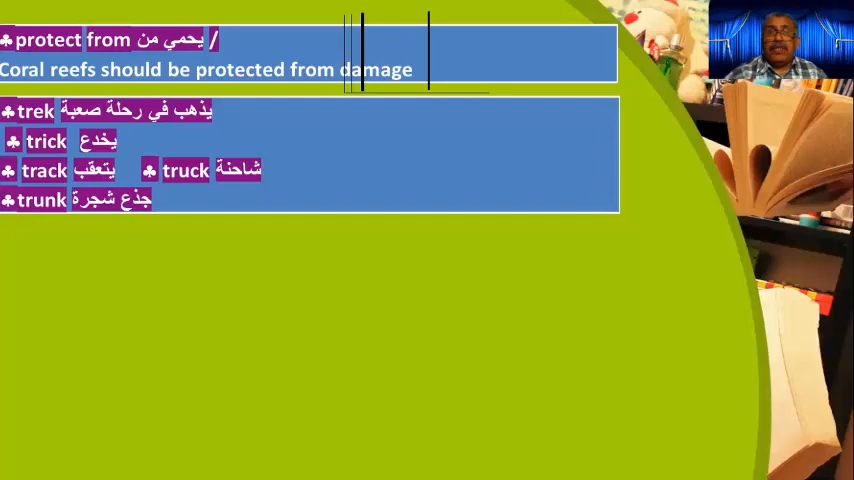 ♣protect from يحمي من /
Coral reefs should be protected from damage
♣trek يذهب في رحلة صعبة
♣ trick يخدع
♣ track يتعقب ♣ truck شاحنة
♣trunk جذع شجرة